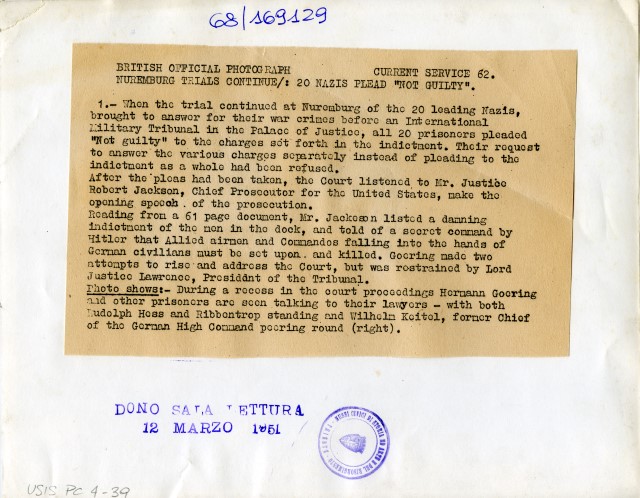 68/169129
BRITISH OFFICIAL PHOTOGRAPH CURRENT SERVICE 62.
NUREMBURG TRIALS CONTINUE/: 20 NAZIS PLEAD "NOT GUILTY".
1.- When the trial continued at Nuremburg of the 20 leading Nazis,
brought to answer for their war crimes before an International
Military Tribunal in the Palace of Justice, all 20 prisoners pleaded
"Not guilty" to the charges set forth in the indictment. Their request
to answer the various charges separately instead of pleading to the
indictment as a whole had been refused.
After the pleas had been taken, the Court listened to Mr. Justice
Robert Jackson, Chief Prosecutor for the United States, make the
opening speech of the prosecution.
Reading from a 61 page document, Mr. Jackson listed a damning
indictment of the men in the dock, and told of a secret command by
Hitler that Allied airmen and Commandos falling into the hands of
German civilians must be set upon and killed. Goering made two
attempts to rise and address the Court, but was restrained by Lord
Justice Lawrence, President of the Tribunal.
Photo shows:- During a recess in the court proceedings Hermann Goering
and other prisoners are seen talking to their lawyers - with both
Rudolph Hess and Ribbentrop standing and Wilhelm Keitel, former Chief
of the German High Command peering round (right).
DONO SALA LETTURA
12 MARZO 1951
USIS PC 4-39